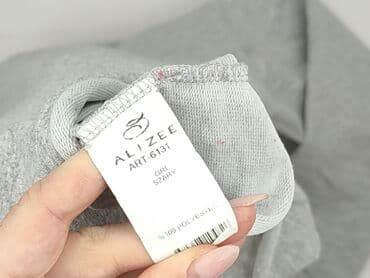 ALIZEE
ART-6131
GRİ
SZARY
%100 POLYESTER